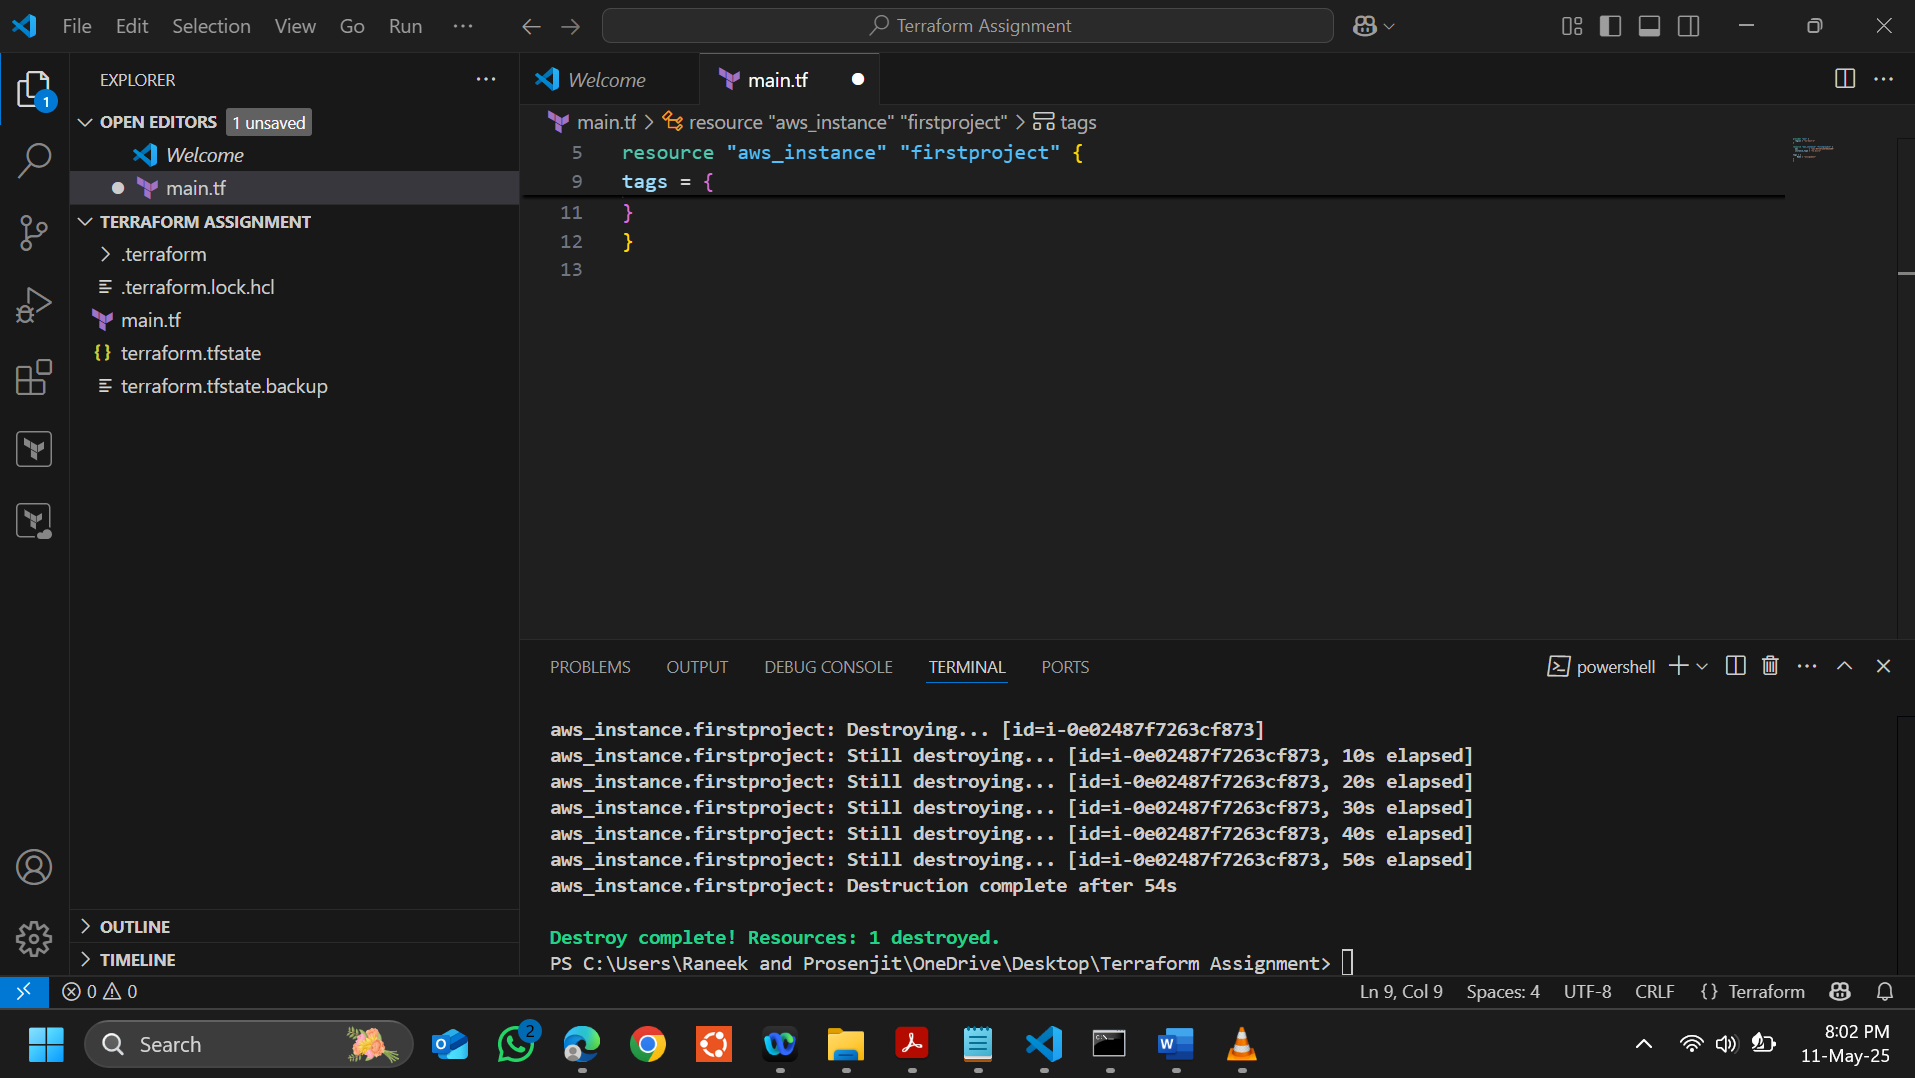 File Edit Selection View Go Run ···
Terraform Assignment
EXPLORER
1
OPEN EDITORS 1 unsaved
Welcome
main.tf
TERRAFORM ASSIGNMENT
.terraform
.terraform.lock.hcl
main.tf
{} terraform.tfstate
terraform.tfstate.backup
OUTLINE
TIMELINE
Welcome
main.tf
main.tf > resource "aws_instance" "firstproject" > tags
5 resource "aws_instance" "firstproject" {
9 tags = {
11 }
12 }
13
PROBLEMS OUTPUT DEBUG CONSOLE TERMINAL PORTS
powershell
aws_instance.firstproject: Destroying... [id=i-0e02487f7263cf873]
aws_instance.firstproject: Still destroying... [id=i-0e02487f7263cf873, 10s elapsed]
aws_instance.firstproject: Still destroying... [id=i-0e02487f7263cf873, 20s elapsed]
aws_instance.firstproject: Still destroying... [id=i-0e02487f7263cf873, 30s elapsed]
aws_instance.firstproject: Still destroying... [id=i-0e02487f7263cf873, 40s elapsed]
aws_instance.firstproject: Still destroying... [id=i-0e02487f7263cf873, 50s elapsed]
aws_instance.firstproject: Destruction complete after 54s
Destroy complete! Resources: 1 destroyed.
PS C:\Users\Raneek and Prosenjit\OneDrive\Desktop\Terraform Assignment>
0 0
Ln 9, Col 9 Spaces: 4 UTF-8 CRLF {} Terraform
Search
2
8:02 PM
11-May-25